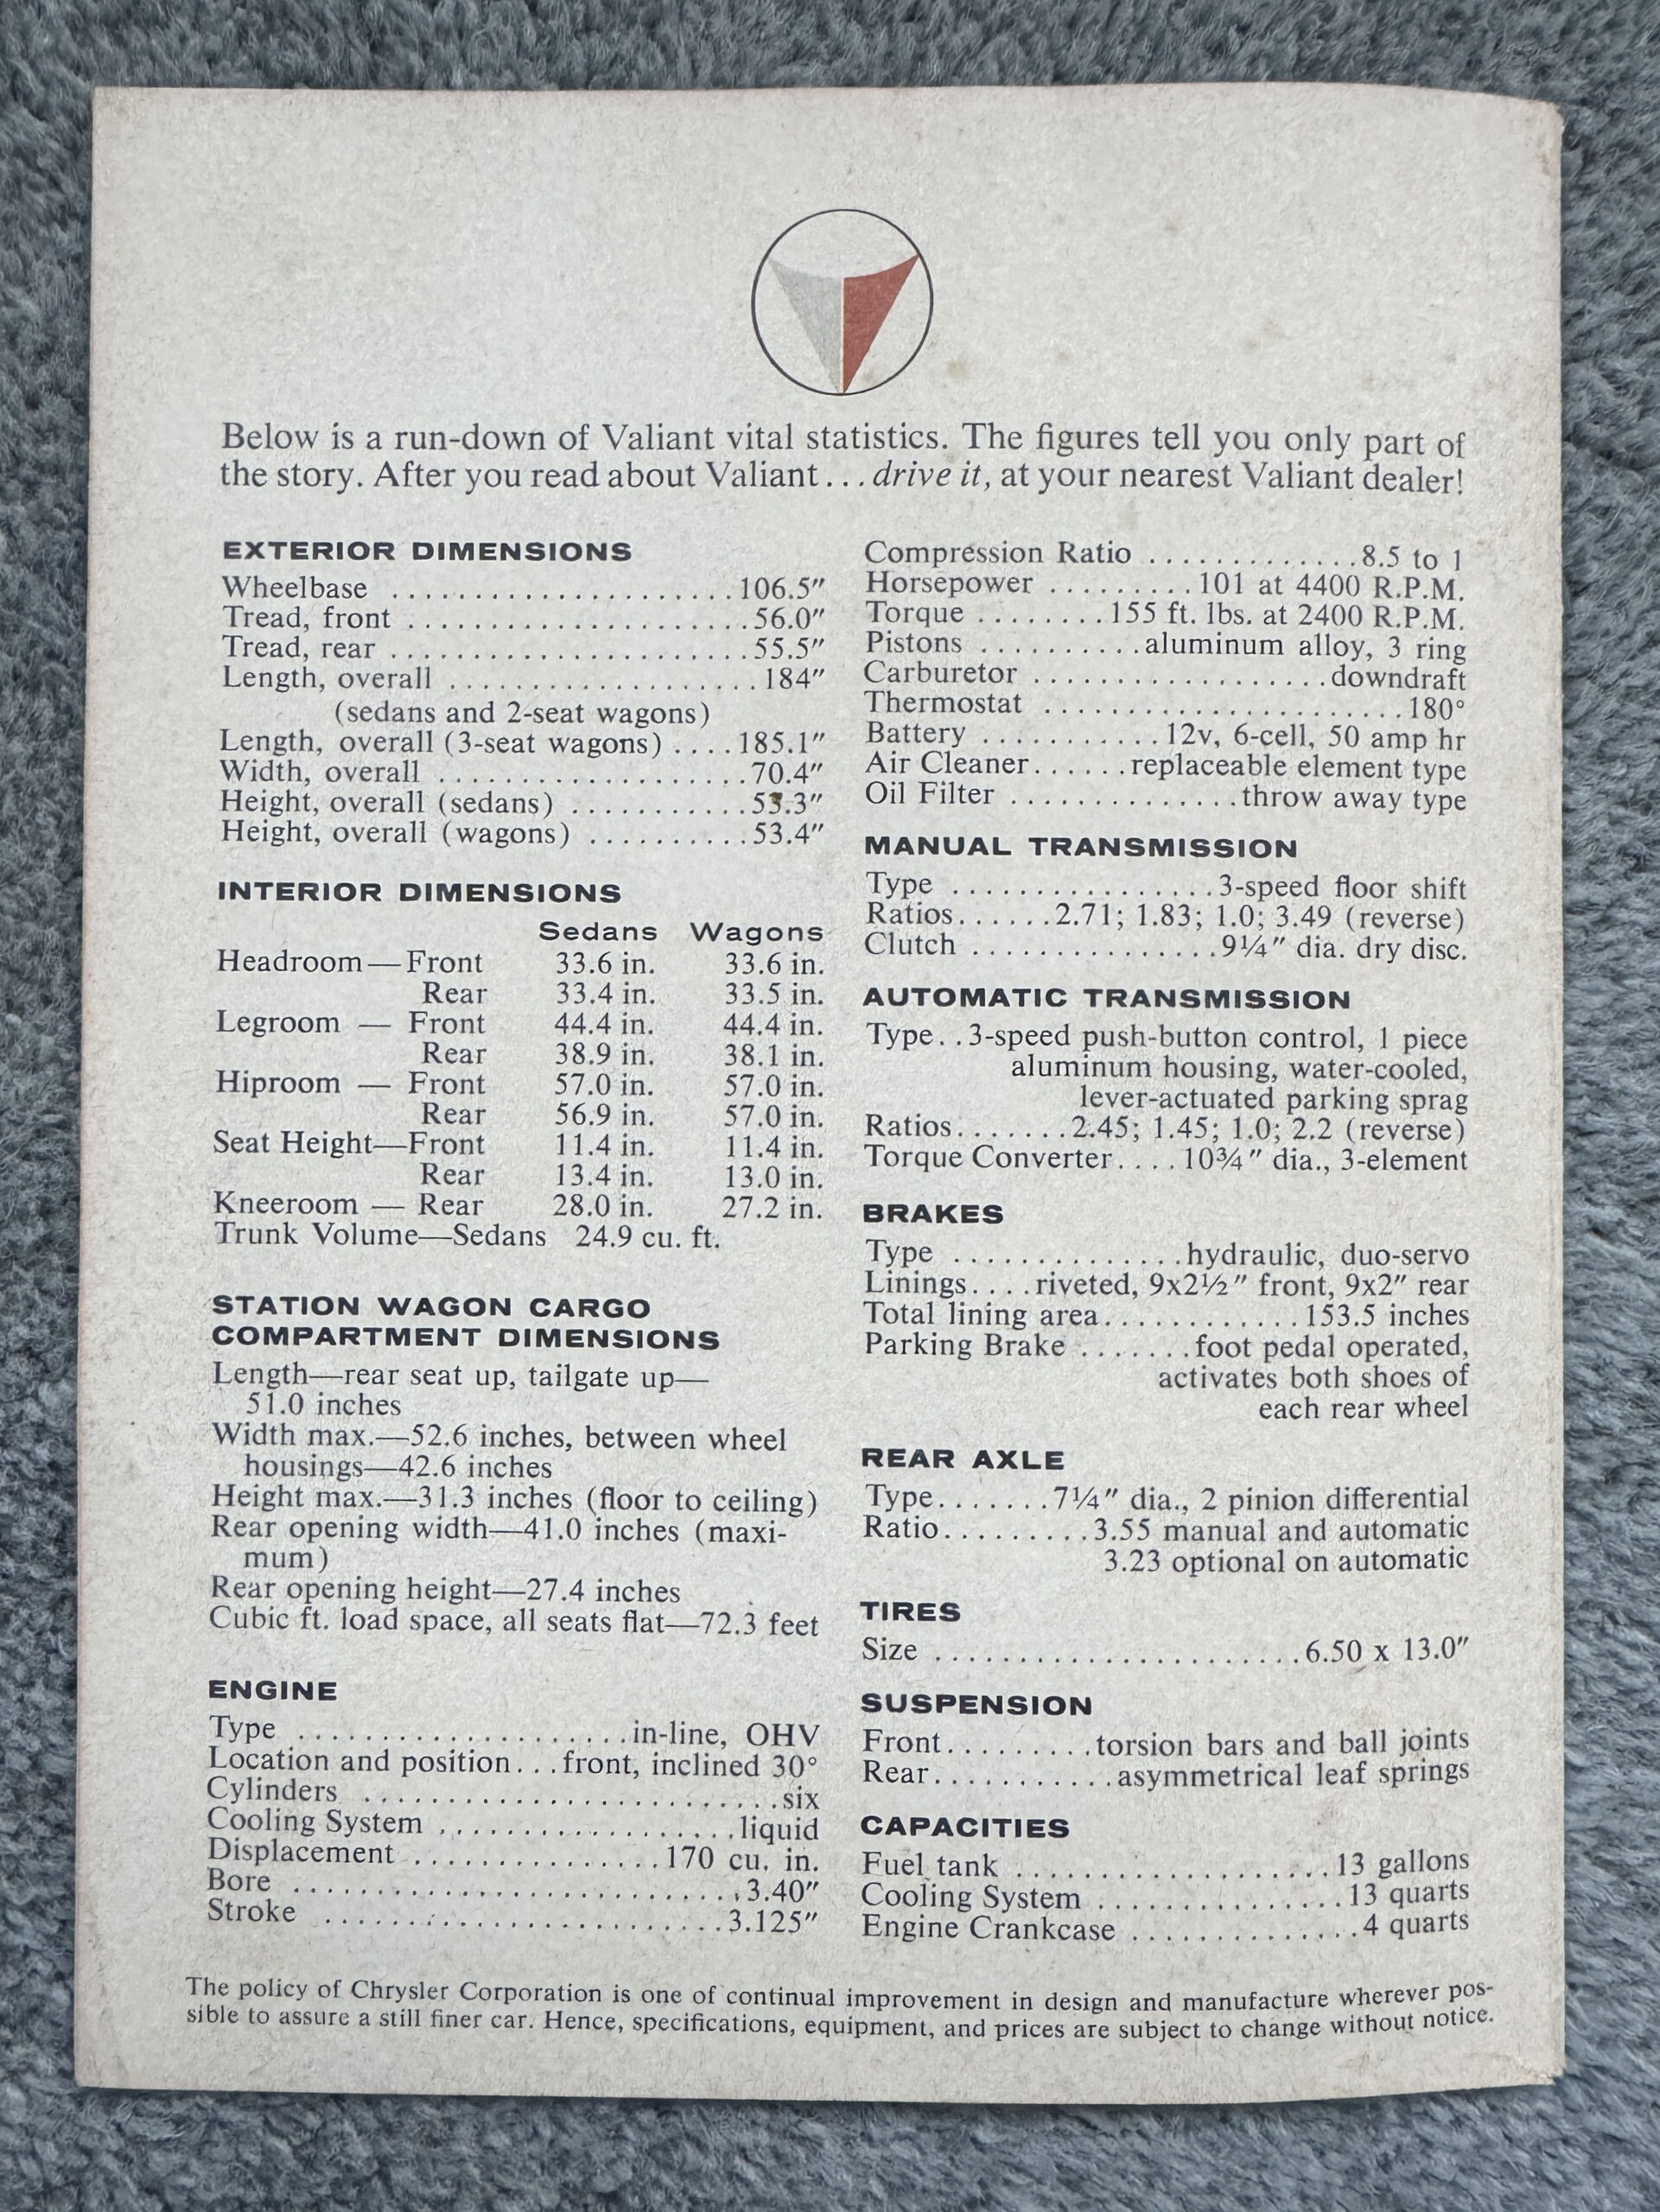 Below is a run-down of Valiant vital statistics. The figures tell you only part of
the story. After you read about Valiant...drive it, at your nearest Valiant dealer!
EXTERIOR DIMENSIONS
Wheelbase ......................106.5″
Tread, front ......................56.0″
Tread, rear .......................55.5″
Length, overall ...................184″
(sedans and 2-seat wagons)
Length, overall (3-seat wagons) ....185.1″
Width, overall ....................70.4″
Height, overall (sedans) ...........53.3″
Height, overall (wagons) ..........53.4″
INTERIOR DIMENSIONS
Sedans Wagons
Headroom—Front 33.6 in. 33.6 in.
Rear 33.4 in. 33.5 in.
Legroom — Front 44.4 in. 44.4 in.
Rear 38.9 in. 38.1 in.
Hiproom — Front 57.0 in. 57.0 in.
Rear 56.9 in. 57.0 in.
Seat Height—Front 11.4 in. 11.4 in.
Rear 13.4 in. 13.0 in.
Kneeroom — Rear 28.0 in. 27.2 in.
Trunk Volume—Sedans 24.9 cu. ft.
STATION WAGON CARGO
COMPARTMENT DIMENSIONS
Length—rear seat up, tailgate up—
51.0 inches
Width max.—52.6 inches, between wheel
housings—42.6 inches
Height max.—31.3 inches (floor to ceiling)
Rear opening width—41.0 inches (maxi-
mum)
Rear opening height—27.4 inches
Cubic ft. load space, all seats flat—72.3 feet
ENGINE
Type ....................in-line, OHV
Location and position...front, inclined 30°
Cylinders .........................six
Cooling System ..................liquid
Displacement ...............170 cu. in.
Bore ...........................3.40″
Stroke ........................3.125″
Compression Ratio .............8.5 to 1
Horsepower .........101 at 4400 R.P.M.
Torque ........155 ft. lbs. at 2400 R.P.M.
Pistons ..........aluminum alloy, 3 ring
Carburetor ..................downdraft
Thermostat ......................180°
Battery ...........12v, 6-cell, 50 amp hr
Air Cleaner......replaceable element type
Oil Filter ..............throw away type
MANUAL TRANSMISSION
Type ................3-speed floor shift
Ratios......2.71; 1.83; 1.0; 3.49 (reverse)
Clutch ...............9¼″ dia. dry disc.
AUTOMATIC TRANSMISSION
Type..3-speed push-button control, 1 piece
aluminum housing, water-cooled,
lever-actuated parking sprag
Ratios.......2.45; 1.45; 1.0; 2.2 (reverse)
Torque Converter....10¾″ dia., 3-element
BRAKES
Type ..............hydraulic, duo-servo
Linings....riveted, 9x2½″ front, 9x2″ rear
Total lining area............153.5 inches
Parking Brake .......foot pedal operated,
activates both shoes of
each rear wheel
REAR AXLE
Type.......7¼″ dia., 2 pinion differential
Ratio.........3.55 manual and automatic
3.23 optional on automatic
TIRES
Size ......................6.50 x 13.0″
SUSPENSION
Front.........torsion bars and ball joints
Rear...........asymmetrical leaf springs
CAPACITIES
Fuel tank ...................13 gallons
Cooling System ...............13 quarts
Engine Crankcase ..............4 quarts
The policy of Chrysler Corporation is one of continual improvement in design and manufacture wherever pos-
sible to assure a still finer car. Hence, specifications, equipment, and prices are subject to change without notice.